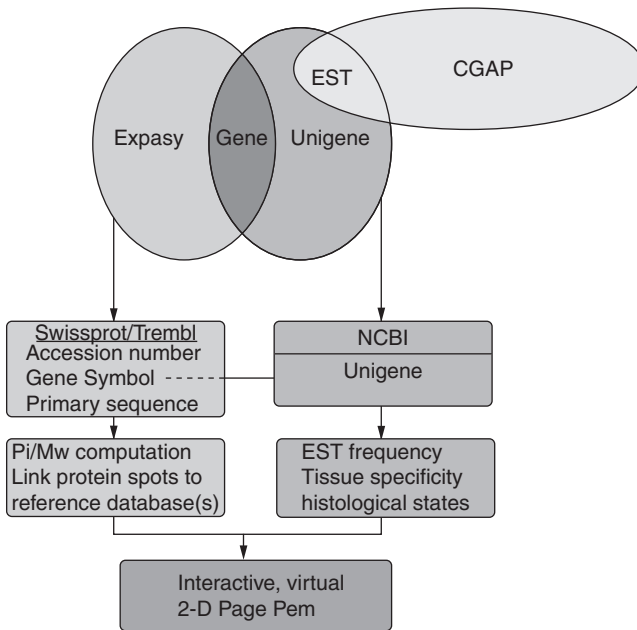 EST
CGAP
Expasy
Gene
Unigene
Swissprot/Trembl
Accession number
Gene Symbol
Primary sequence
NCBI
Unigene
Pi/Mw computation
Link protein spots to
reference database(s)
EST frequency
Tissue specificity
histological states
Interactive, virtual
2-D Page Pem